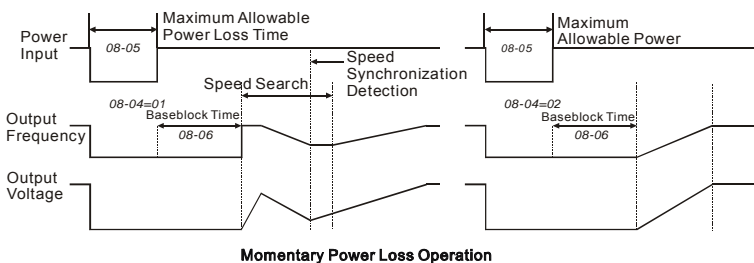 Power
Input
08-05
Maximum Allowable
Power Loss Time
Speed
Synchronization
Detection
Speed Search
08-05
Maximum
Allowable Power
Output
Frequency
08-04=01
Baseblock Time
08-06
08-04=02
Baseblock Time
08-06
Output
Voltage
Momentary Power Loss Operation